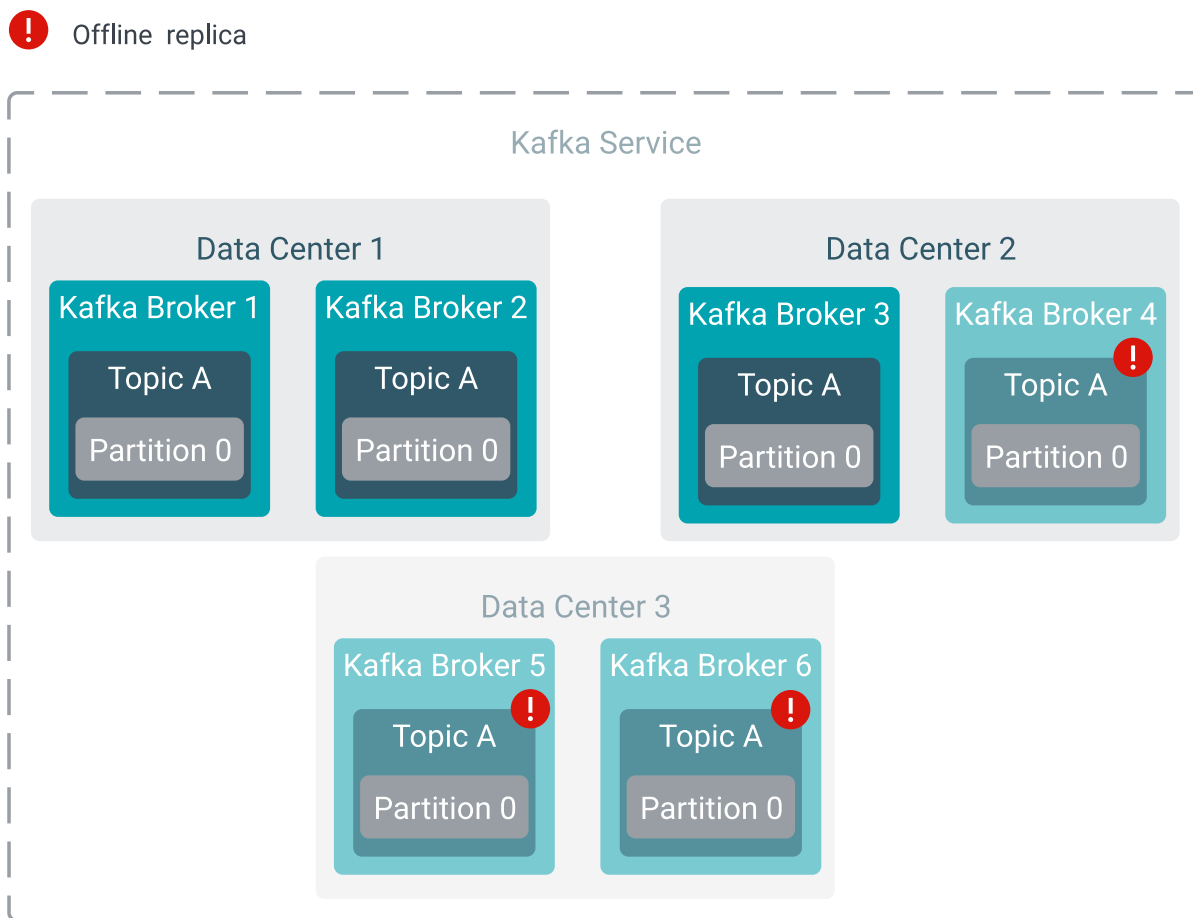 Offline replica
Kafka Service
Data Center 1
Kafka Broker 1
Topic A
Partition 0
Kafka Broker 2
Topic A
Partition 0
Data Center 2
Kafka Broker 3
Topic A
Partition 0
Kafka Broker 4
Topic A
Partition 0
Data Center 3
Kafka Broker 5
Topic A
Partition 0
Kafka Broker 6
Topic A
Partition 0